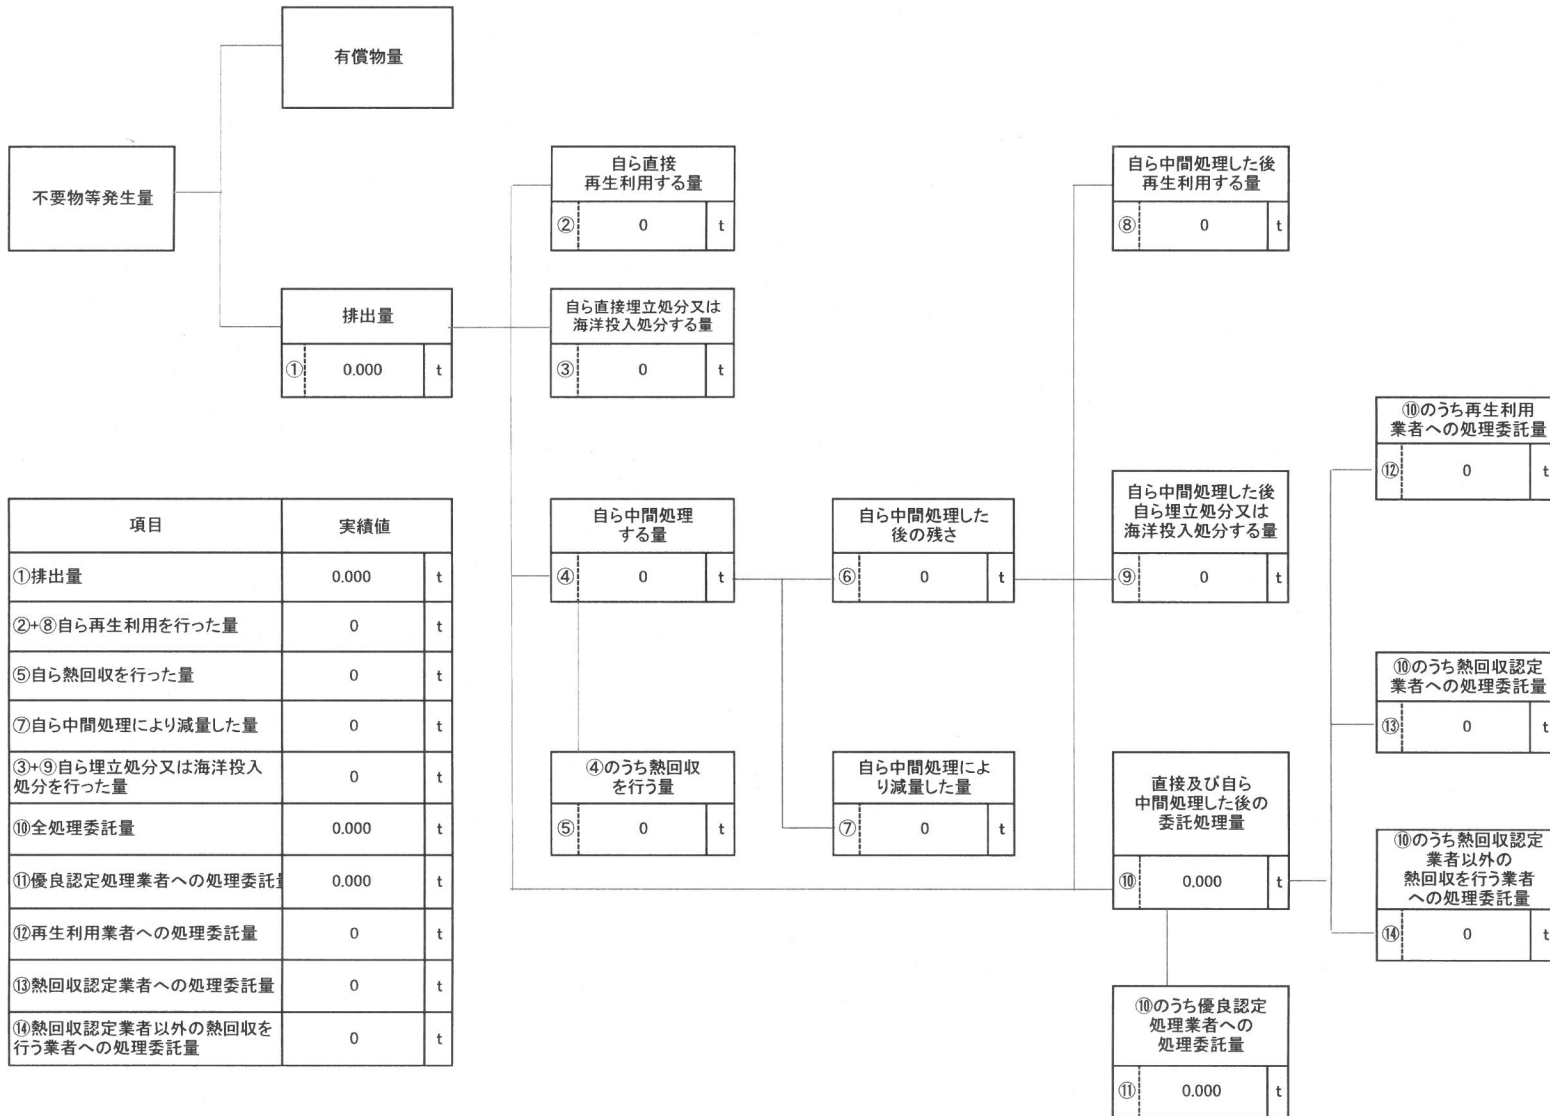 有償物量
不要物等発生量
排出量
① 0.000 t
自ら直接
再生利用する量
② 0 t
自ら直接埋立処分又は
海洋投入処分する量
③ 0 t
自ら中間処理
する量
④ 0 t
④のうち熱回収
を行う量
⑤ 0 t
自ら中間処理した
後の残さ
⑥ 0 t
自ら中間処理によ
り減量した量
⑦ 0 t
自ら中間処理した後
再生利用する量
⑧ 0 t
自ら中間処理した後
自ら埋立処分又は
海洋投入処分する量
⑨ 0 t
直接及び自ら
中間処理した後の
委託処理量
⑩ 0.000 t
⑩のうち優良認定
処理業者への
処理委託量
⑪ 0.000 t
⑩のうち再生利用
業者への処理委託量
⑫ 0 t
⑩のうち熱回収認定
業者への処理委託量
⑬ 0 t
⑩のうち熱回収認定
業者以外の
熱回収を行う業者
への処理委託量
⑭ 0 t
項目 実績値
①排出量 0.000 t
②+⑧自ら再生利用を行った量 0 t
⑤自ら熱回収を行った量 0 t
⑦自ら中間処理により減量した量 0 t
③+⑨自ら埋立処分又は海洋投入
処分を行った量 0 t
⑩全処理委託量 0.000 t
⑪優良認定処理業者への処理委託 0.000 t
⑫再生利用業者への処理委託量 0 t
⑬熱回収認定業者への処理委託量 0 t
⑭熱回収認定業者以外の熱回収を
行う業者への処理委託量 0 t